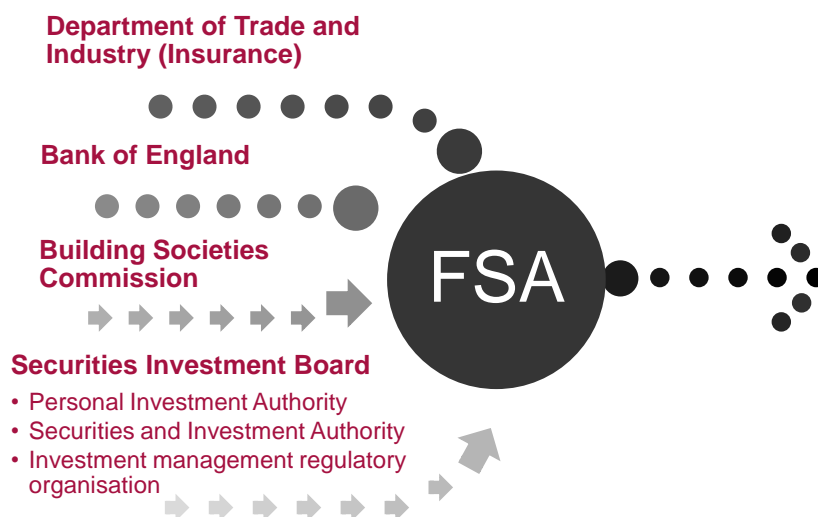 Department of Trade and
Industry (Insurance)
Bank of England
Building Societies
Commission
FSA
Securities Investment Board
• Personal Investment Authority
• Securities and Investment Authority
• Investment management regulatory
organisation